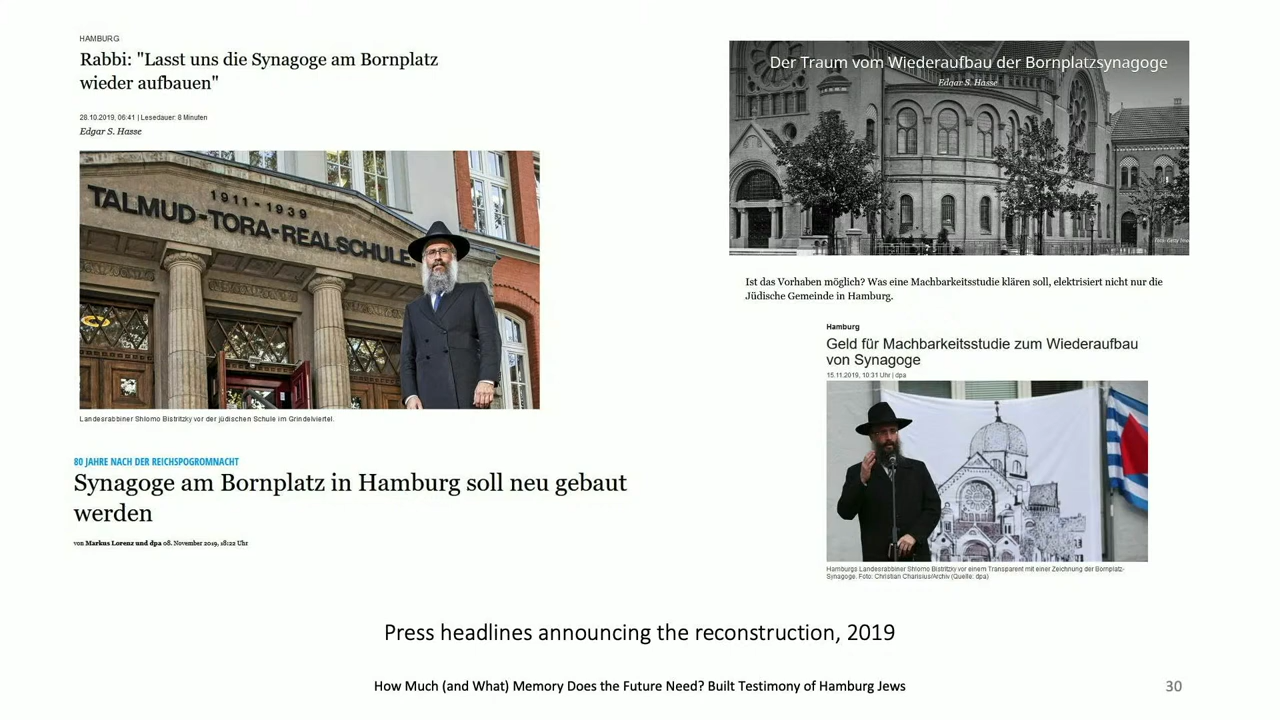 HAMBURG
Rabbi: "Lasst uns die Synagoge am Bornplatz
wieder aufbauen"
28.10.2019, 06:41 | Lesedauer: 8 Minuten
Edgar S. Hasse
1911-1939
TALMUD-TORA-REALSCHULE.
Landesrabbiner Shlomo Bistritzky vor der jüdischen Schule im Grindelviertel.
80 JAHRE NACH DER REICHSPOGROMNACHT
Synagoge am Bornplatz in Hamburg soll neu gebaut
werden
von Markus Lorenz und dpa 08. November 2019, 18:22 Uhr
Der Traum vom Wiederaufbau der Bornplatzsynagoge
Edgar S. Hasse
Ist das Vorhaben möglich? Was eine Machbarkeitsstudie klären soll, elektrisiert nicht nur die
Jüdische Gemeinde in Hamburg.
Hamburg
Geld für Machbarkeitsstudie zum Wiederaufbau
von Synagoge
15.11.2019, 10:31 Uhr | dpa
Hamburgs Landesrabbiner Shlomo Bistritzky vor einem Transparent mit einer Zeichnung der Bornplatz-
Synagoge. Foto: Christian Charisius/Archiv (Quelle: dpa)
Press headlines announcing the reconstruction, 2019
How Much (and What) Memory Does the Future Need? Built Testimony of Hamburg Jews
30